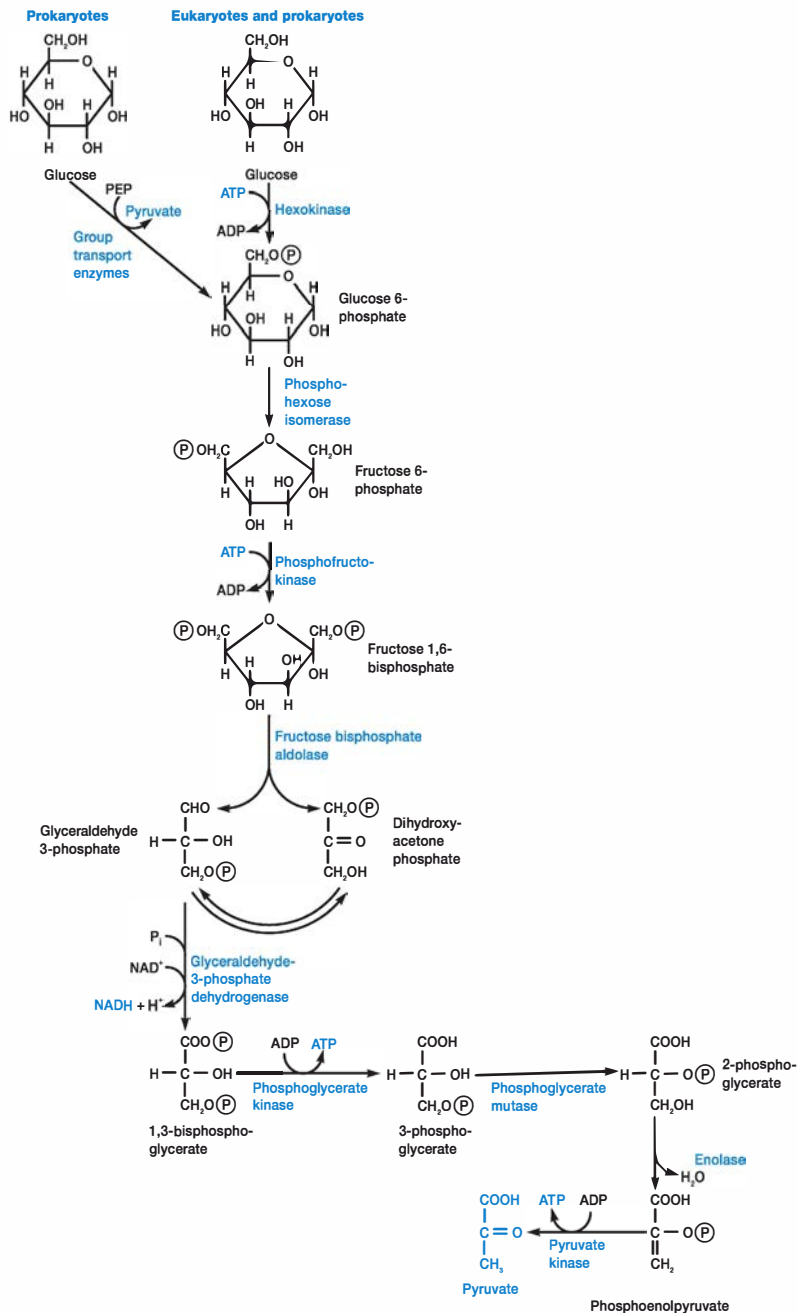 Prokaryotes
Eukaryotes and prokaryotes
CH₂OH
O
H
H
H
OH
H
HO
OH
H
OH
Glucose
CH₂OH
O
H
H
H
OH
H
HO
OH
H
OH
Glucose
PEP
Pyruvate
Group
transport
enzymes
ATP
Hexokinase
ADP
CH₂O(P)
O
H
H
H
OH
H
HO
OH
H
OH
Glucose 6-
phosphate
Phospho-
hexose
isomerase
(P)OH₂C
O
CH₂OH
H
H
HO
OH
OH
H
Fructose 6-
phosphate
ATP
Phosphofructo-
kinase
ADP
(P)OH₂C
O
CH₂O(P)
H
H
OH
OH
OH
H
Fructose 1,6-
bisphosphate
Fructose bisphosphate
aldolase
Glyceraldehyde
3-phosphate
CHO
H — C — OH
CH₂O(P)
CH₂O(P)
C = O
CH₂OH
Dihydroxy-
acetone
phosphate
Pᵢ
NAD⁺
NADH + H⁺
Glyceraldehyde-
3-phosphate
dehydrogenase
COO(P)
H — C — OH
CH₂O(P)
1,3-bisphospho-
glycerate
ADP ATP
Phosphoglycerate
kinase
COOH
H — C — OH
CH₂O(P)
3-phospho-
glycerate
Phosphoglycerate
mutase
COOH
H — C — O(P)
CH₂OH
2-phospho-
glycerate
Enolase
H₂O
COOH
C — O(P)
CH₂
Phosphoenolpyruvate
ATP ADP
Pyruvate
kinase
COOH
C = O
CH₃
Pyruvate